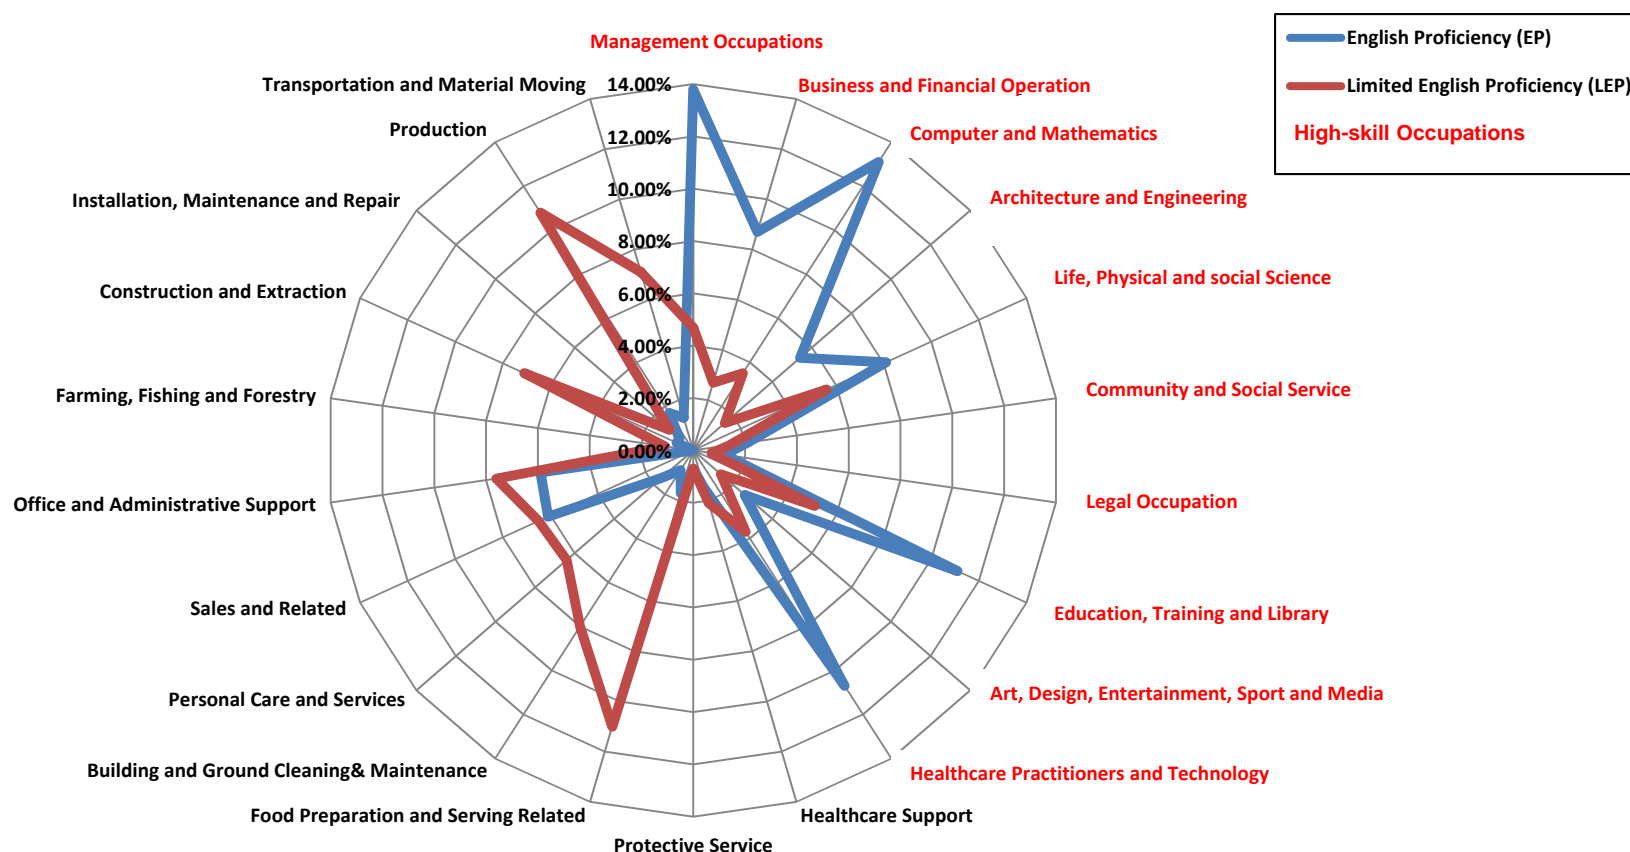 English Proficiency (EP)
Limited English Proficiency (LEP)
High-skill Occupations
Management Occupations
Business and Financial Operation
Computer and Mathematics
Architecture and Engineering
Life, Physical and social Science
Community and Social Service
Legal Occupation
Education, Training and Library
Art, Design, Entertainment, Sport and Media
Healthcare Practitioners and Technology
Healthcare Support
Protective Service
Food Preparation and Serving Related
Building and Ground Cleaning& Maintenance
Personal Care and Services
Sales and Related
Office and Administrative Support
Farming, Fishing and Forestry
Construction and Extraction
Installation, Maintenance and Repair
Production
Transportation and Material Moving
14.00%
12.00%
10.00%
8.00%
6.00%
4.00%
2.00%
0.00%